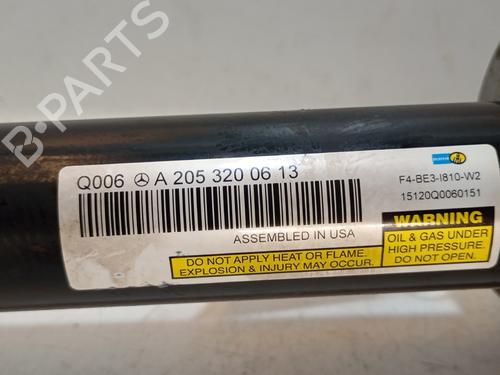 B-PARTS
Q006 A 205 320 06 13
F4-BE3-I810-W2
15120Q0060151
ASSEMBLED IN USA
WARNING
OIL & GAS UNDER
HIGH PRESSURE.
DO NOT OPEN.
DO NOT APPLY HEAT OR FLAME.
EXPLOSION & INJURY MAY OCCUR.